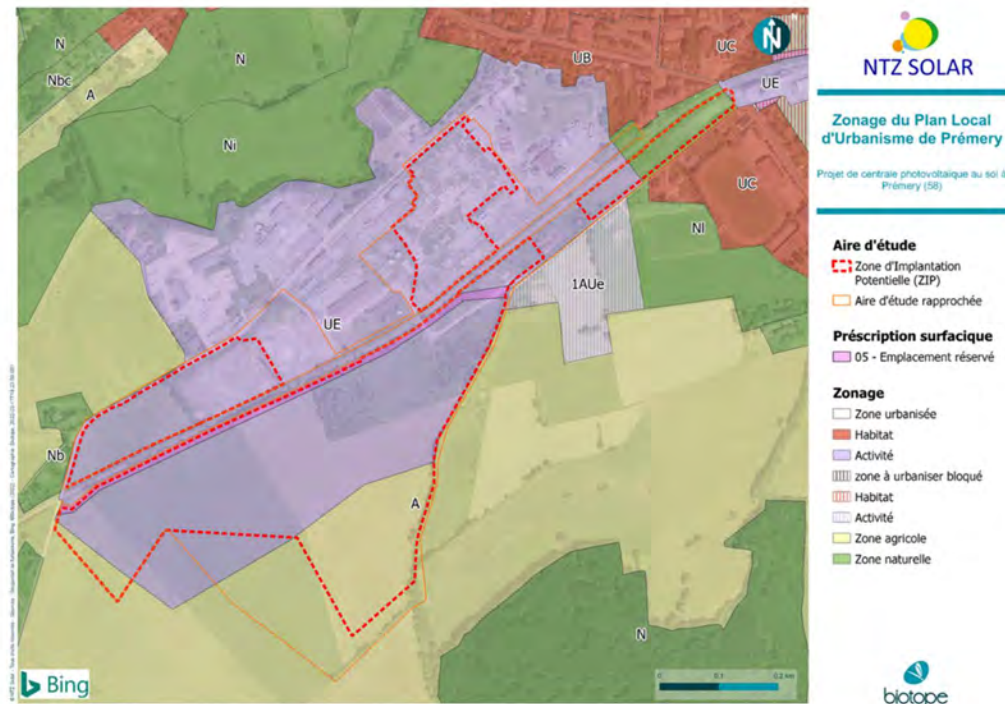 N
N
Nbc
A
Ni
UB
UC
UE
N
NTZ SOLAR
Zonage du Plan Local
d'Urbanisme de Prémery
Projet de centrale photovoltaïque au sol à
Prémery (58)
UC
Nl
1AUe
UE
Nb
A
N
Aire d'étude
Zone d'Implantation
Potentielle (ZIP)
Aire d'étude rapprochée
Préscription surfacique
05 - Emplacement réservé
Zonage
Zone urbanisée
Habitat
Activité
zone à urbaniser bloqué
Habitat
Activité
Zone agricole
Zone naturelle
0 0,1 0,2 km
Bing
biotope